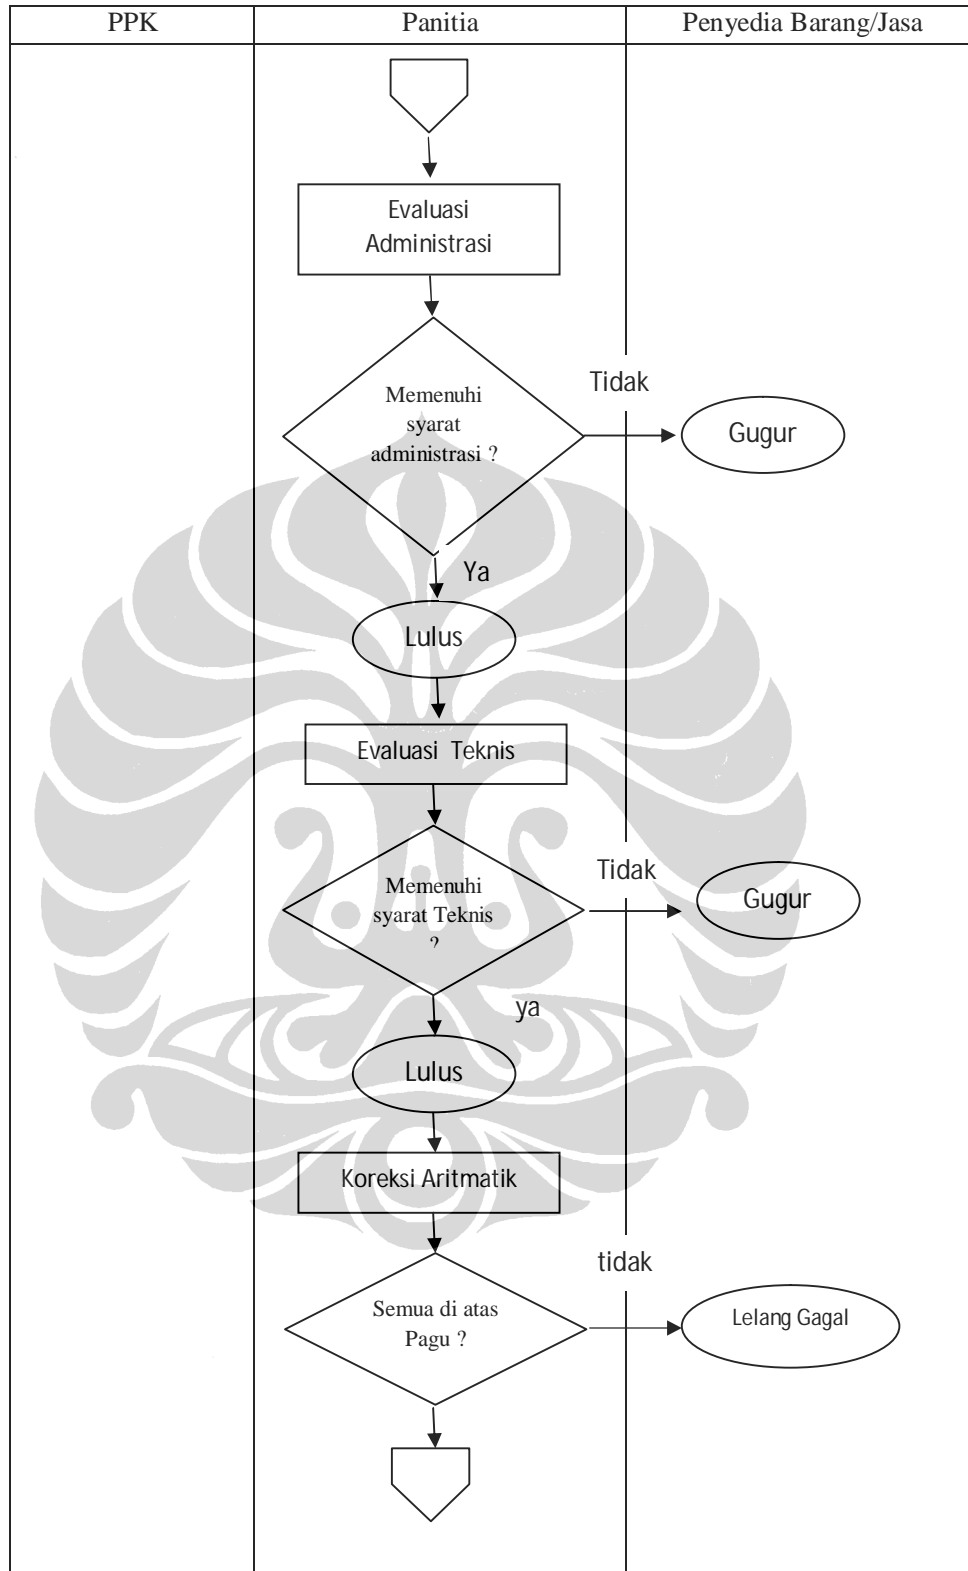 PPK
Panitia
Penyedia Barang/Jasa
Evaluasi
Administrasi
Memenuhi
syarat
administrasi ?
Tidak
Gugur
Ya
Lulus
Evaluasi Teknis
Memenuhi
syarat Teknis
?
Tidak
Gugur
ya
Lulus
Koreksi Aritmatik
Semua di atas
Pagu ?
tidak
Lelang Gagal